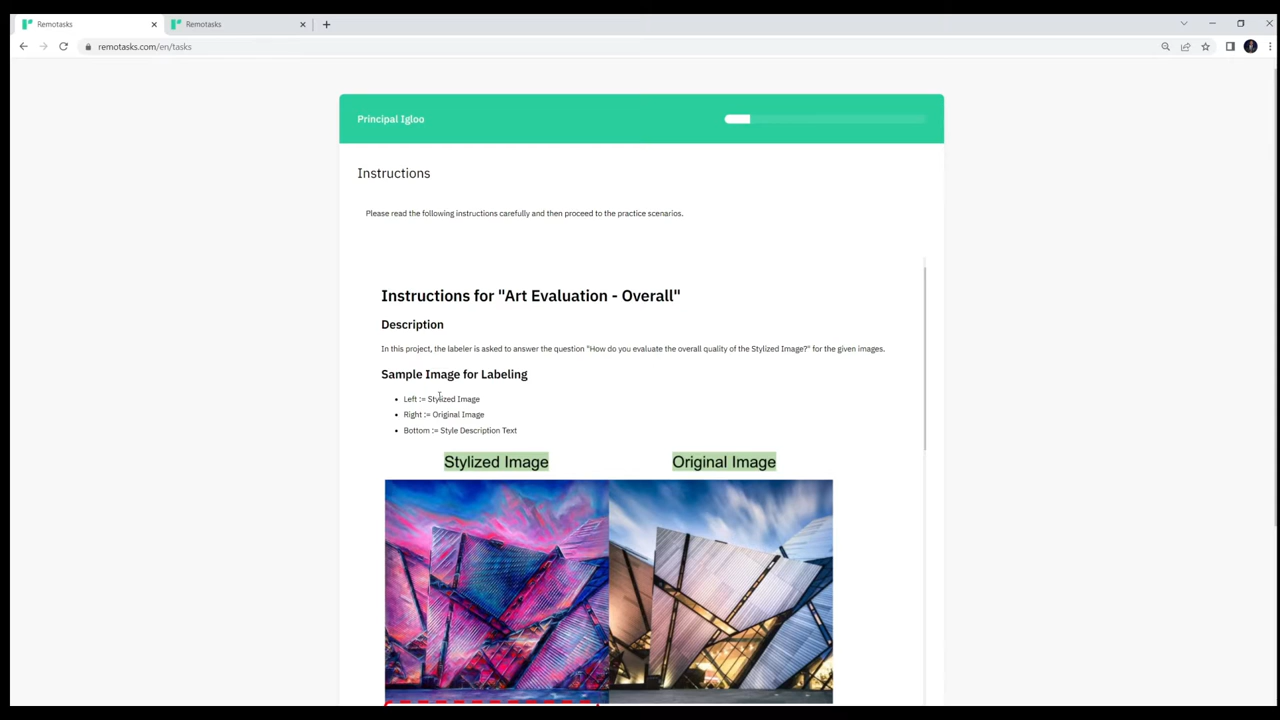 Remotasks
Remotasks
remotasks.com/en/tasks
Principal Igloo
Instructions
Please read the following instructions carefully and then proceed to the practice scenarios.
Instructions for "Art Evaluation - Overall"
Description
In this project, the labeler is asked to answer the question "How do you evaluate the overall quality of the Stylized Image?" for the given images.
Sample Image for Labeling
• Left := Stylized Image
• Right := Original Image
• Bottom := Style Description Text
Stylized Image
Original Image